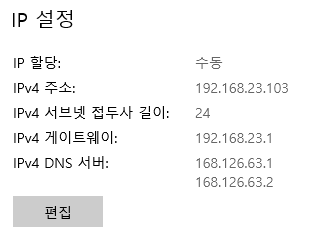 IP 설정
IP 할당: 수동
IPv4 주소: 192.168.23.103
IPv4 서브넷 접두사 길이: 24
IPv4 게이트웨이: 192.168.23.1
IPv4 DNS 서버: 168.126.63.1
168.126.63.2
편집